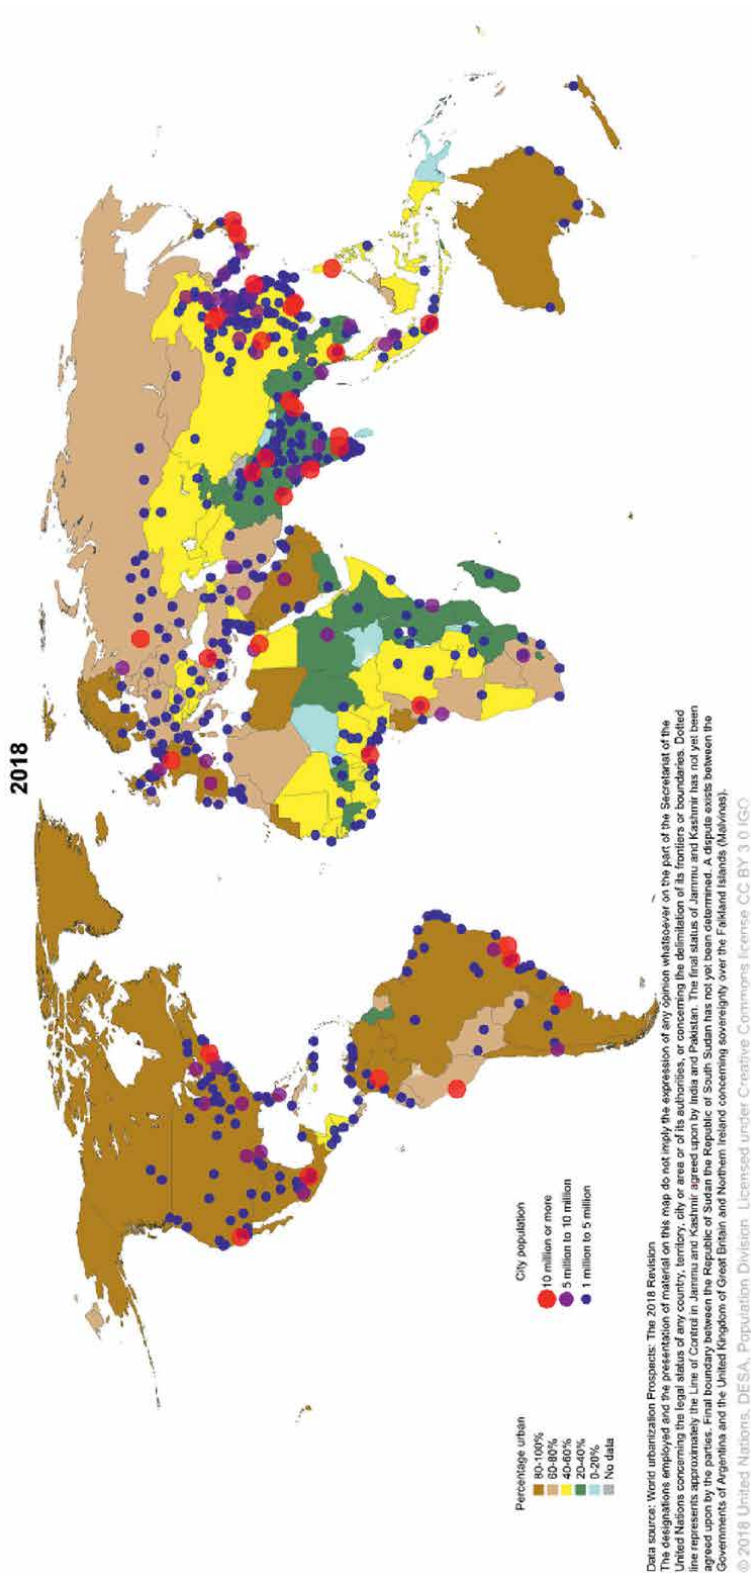 2018
Percentage urban
80-100%
60-80%
40-60%
20-40%
0-20%
No data
City population
10 million or more
5 million to 10 million
1 million to 5 million
Data source: World urbanization Prospects: The 2018 Revision
The designations employed and the presentation of material on this map do not imply the expression of any opinion whatsoever on the part of the Secretariat of the
United Nations concerning the legal status of any country, territory, city or area or of its authorities, or concerning the delimitation of its frontiers or boundaries. Dotted
line represents approximately the Line of Control in Jammu and Kashmir agreed upon by India and Pakistan. The final status of Jammu and Kashmir has not yet been
agreed upon by the parties. Final boundary between the Republic of Sudan the Republic of South Sudan has not yet been determined. A dispute exists between the
Governments of Argentina and the United Kingdom of Great Britain and Northern Ireland concerning sovereignty over the Falkland Islands (Malvinas).
© 2018 United Nations, DESA, Population Division. Licensed under Creative Commons license CC BY 3.0 IGO